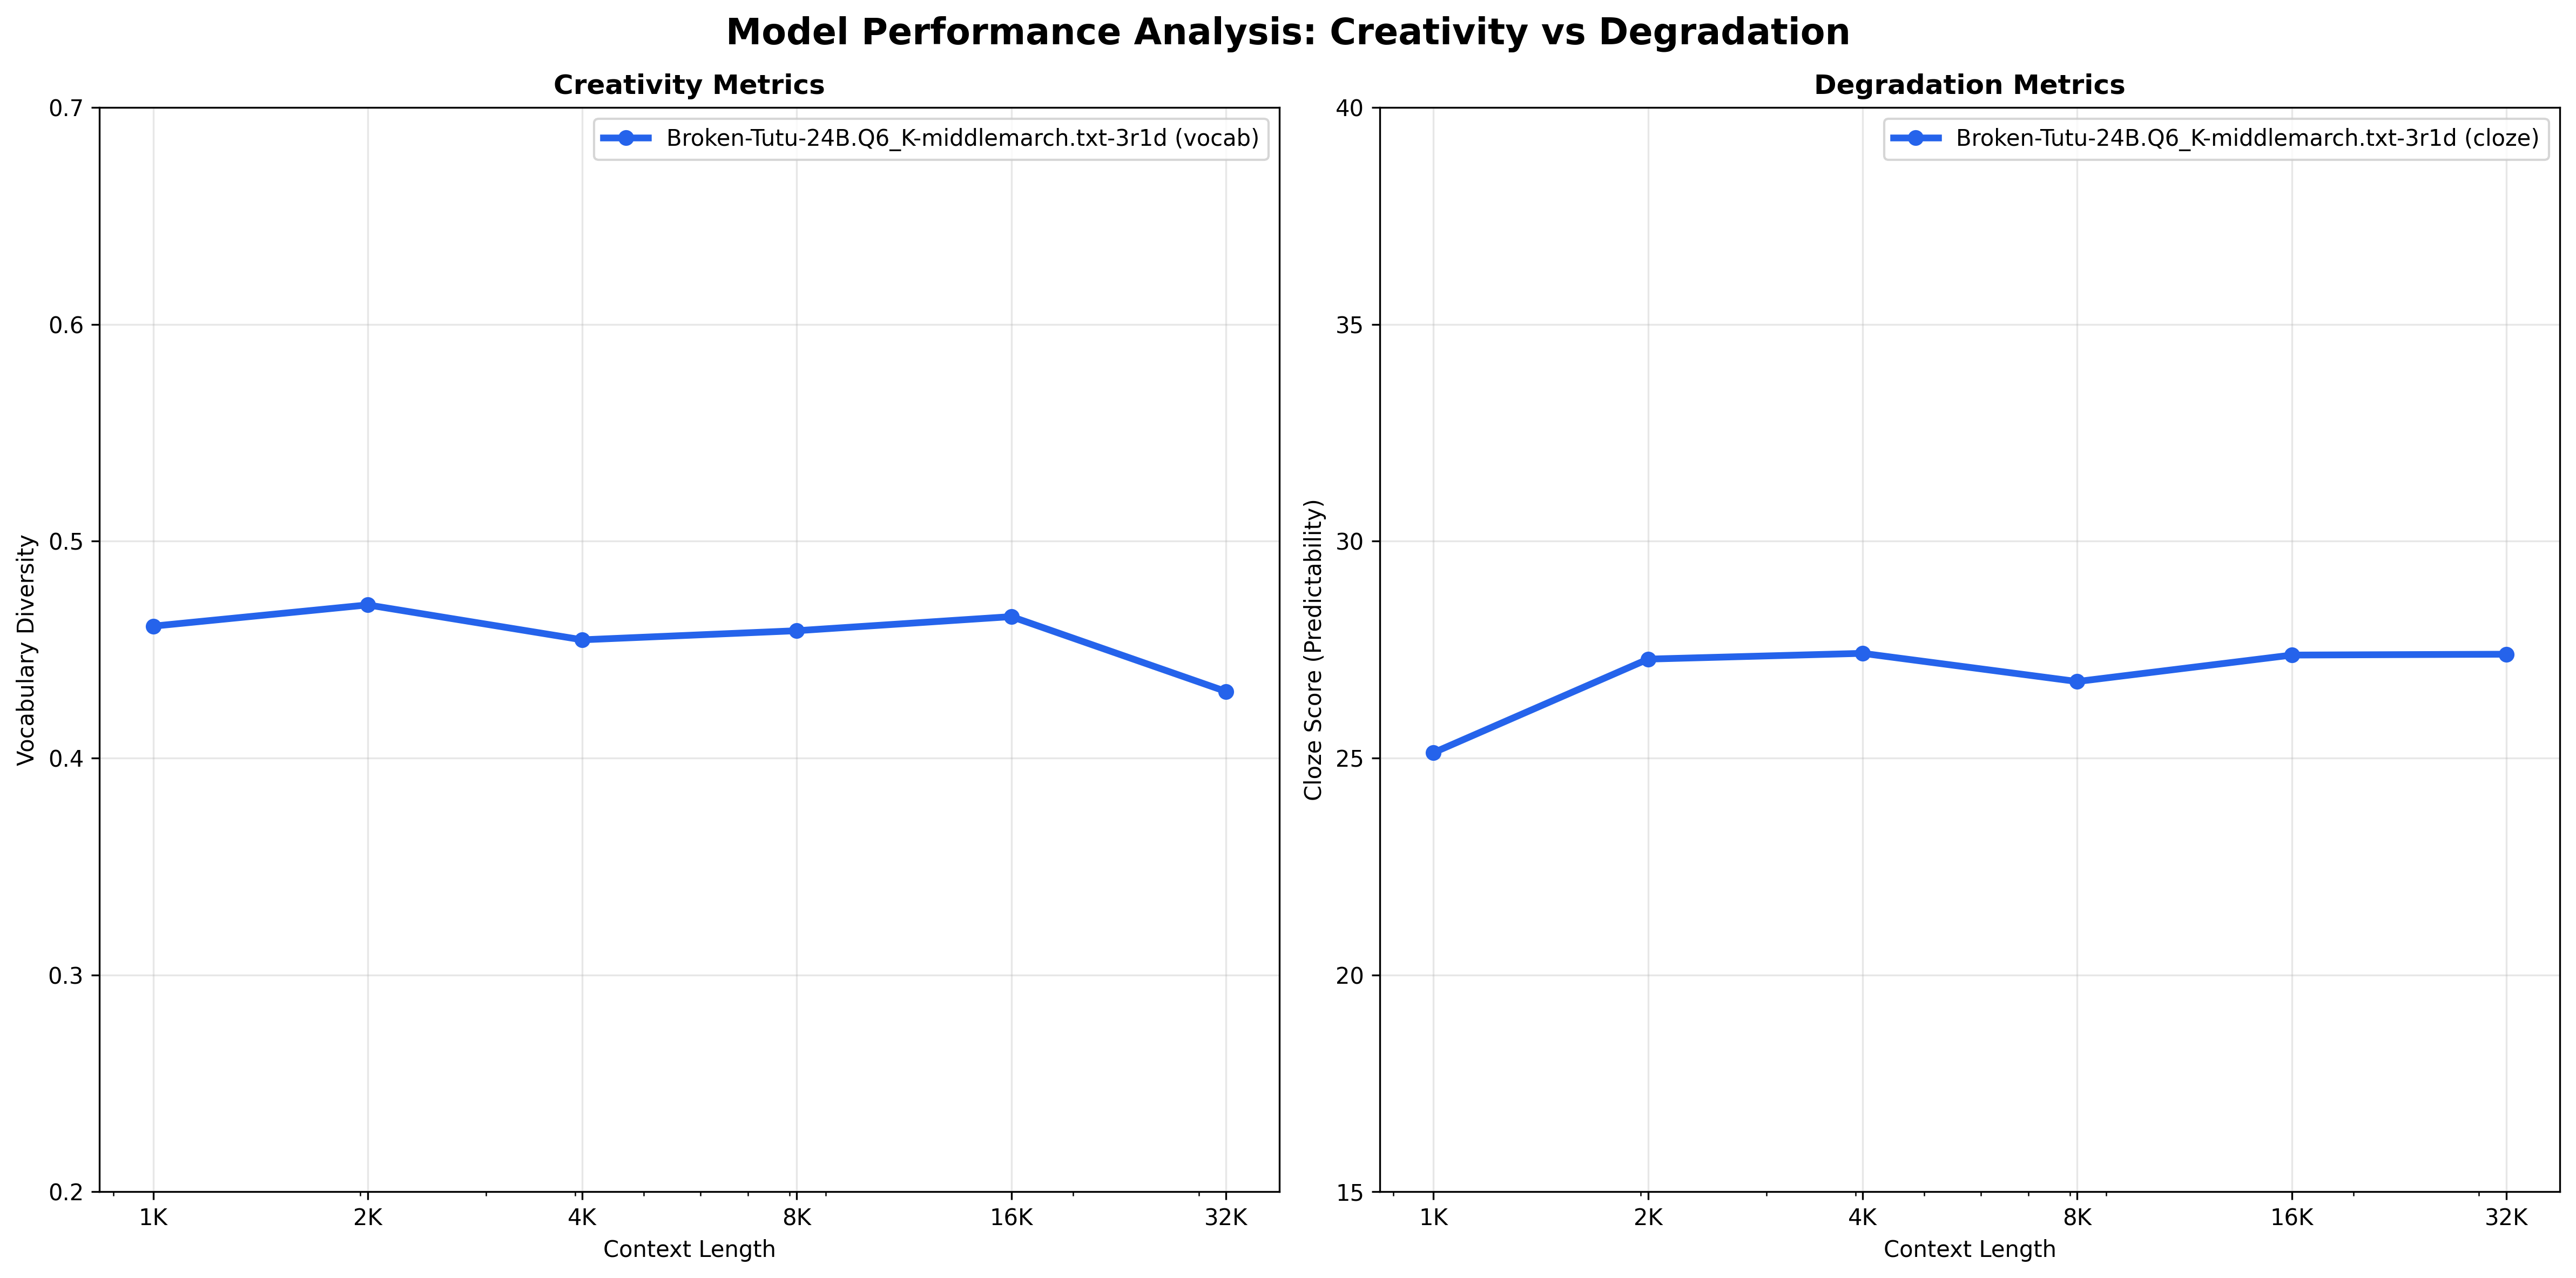 Model Performance Analysis: Creativity vs Degradation
Creativity Metrics
Broken-Tutu-24B.Q6_K-middlemarch.txt-3r1d (vocab)
Vocabulary Diversity
0.7
0.6
0.5
0.4
0.3
0.2
1K 2K 4K 8K 16K 32K
Context Length
Degradation Metrics
Broken-Tutu-24B.Q6_K-middlemarch.txt-3r1d (cloze)
Cloze Score (Predictability)
40
35
30
25
20
15
1K 2K 4K 8K 16K 32K
Context Length